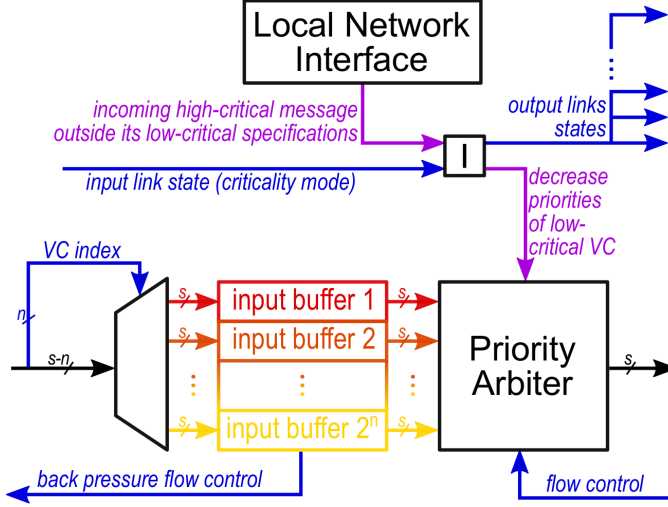 Local Network
Interface
incoming high-critical message
outside its low-critical specifications
output links
states
I
input link state (criticality mode)
decrease
priorities
of low-
critical VC
VC index
n
s-n
s
input buffer 1
s
s
input buffer 2
s
Priority
Arbiter
s
s
input buffer 2ⁿ
s
back pressure flow control
flow control